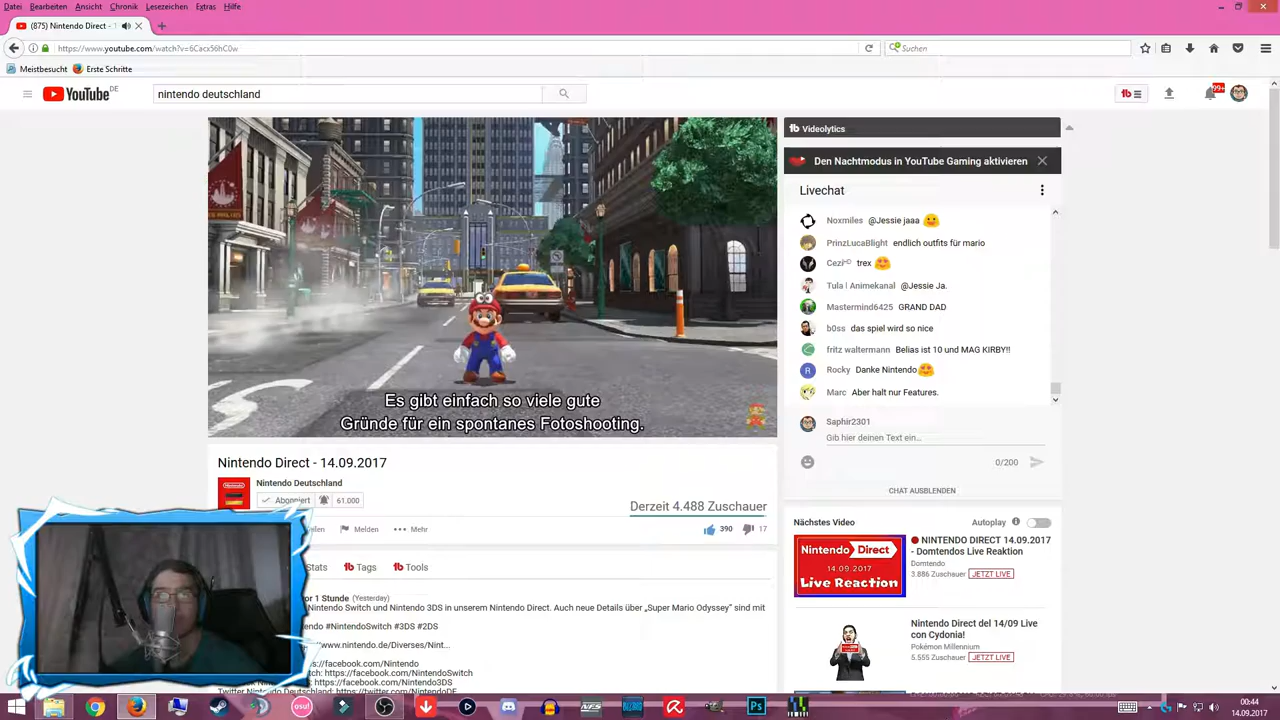 Datei Bearbeiten Ansicht Chronik Lesezeichen Extras Hilfe
(875) Nintendo Direct -
https://www.youtube.com/watch?v=6Cacx56hC0w
Suchen
Meistbesucht Erste Schritte
YouTube DE
nintendo deutschland
99+
Videolytics
Den Nachtmodus in YouTube Gaming aktivieren
Livechat
Noxmiles @Jessie jaaa
PrinzLucaBlight endlich outfits für mario
Cezi trex
Tula | Animekanal @Jessie Ja.
Mastermind6425 GRAND DAD
b0ss das spiel wird so nice
fritz waltermann Belias ist 10 und MAG KIRBY!!
Rocky Danke Nintendo
Marc Aber halt nur Features.
Saphir2301
Gib hier deinen Text ein...
0/200
CHAT AUSBLENDEN
Es gibt einfach so viele gute
Gründe für ein spontanes Fotoshooting.
Nintendo Direct - 14.09.2017
Nintendo Deutschland
Abonniert 61.000
Derzeit 4.488 Zuschauer
Melden Mehr
390 17
Stats Tags Tools
or 1 Stunde (Yesterday)
Nintendo Switch und Nintendo 3DS in unserem Nintendo Direct. Auch neue Details über „Super Mario Odyssey" sind mit
#NintendoSwitch #3DS #2DS
www.nintendo.de/Diverses/Nint...
facebook.com/Nintendo
https://facebook.com/NintendoSwitch
https://facebook.com/Nintendo3DS
Twitter Nintendo Deutschland: https://twitter.com/NintendoDE
Nächstes Video Autoplay
Nintendo Direct
14.09.2017
Live Reaction
NINTENDO DIRECT 14.09.2017
- Domtendos Live Reaktion
Domtendo
3.886 Zuschauer JETZT LIVE
Nintendo Direct del 14/09 Live
con Cydonia!
Pokémon Millennium
5.555 Zuschauer JETZT LIVE
osu!
NES
Ps
00:44
14.09.2017